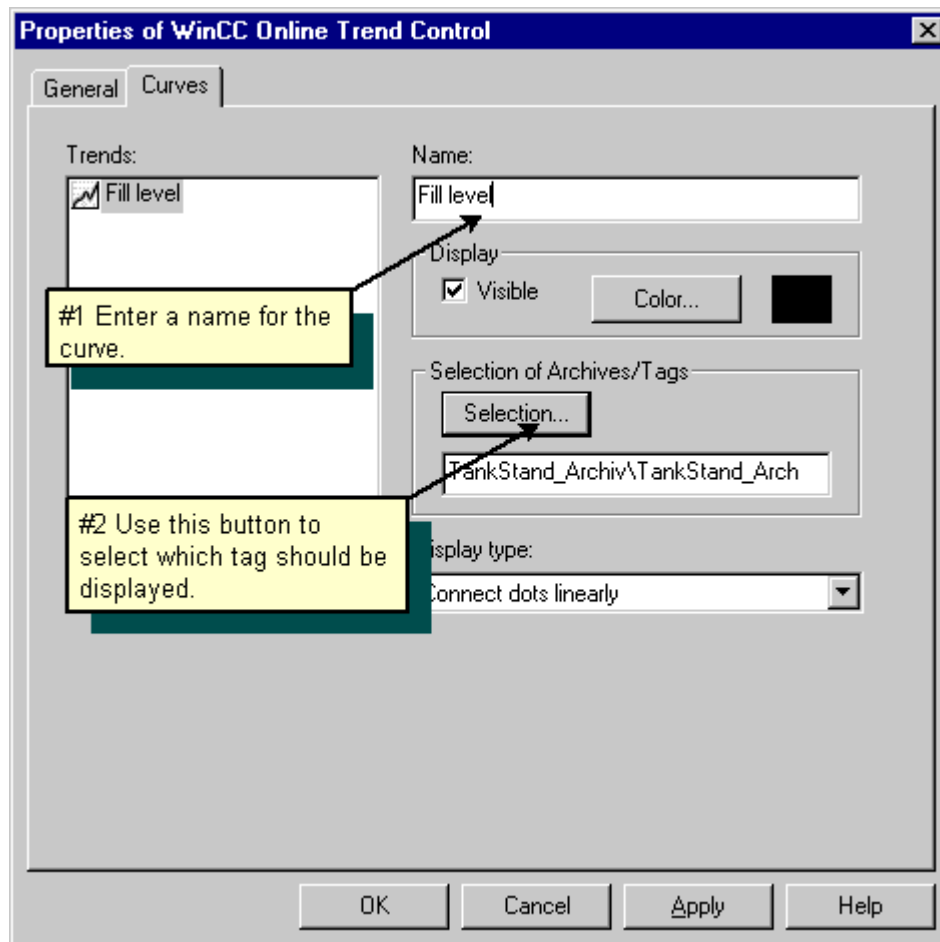 Properties of WinCC Online Trend Control
General
Curves
Trends:
Fill level
Name:
Fill level
Display
Visible
Color...
#1 Enter a name for the
curve.
Selection of Archives/Tags
Selection...
TankStand_Archiv\TankStand_Arch
#2 Use this button to
select which tag should be
displayed.
isplay type:
Connect dots linearly
OK
Cancel
Apply
Help